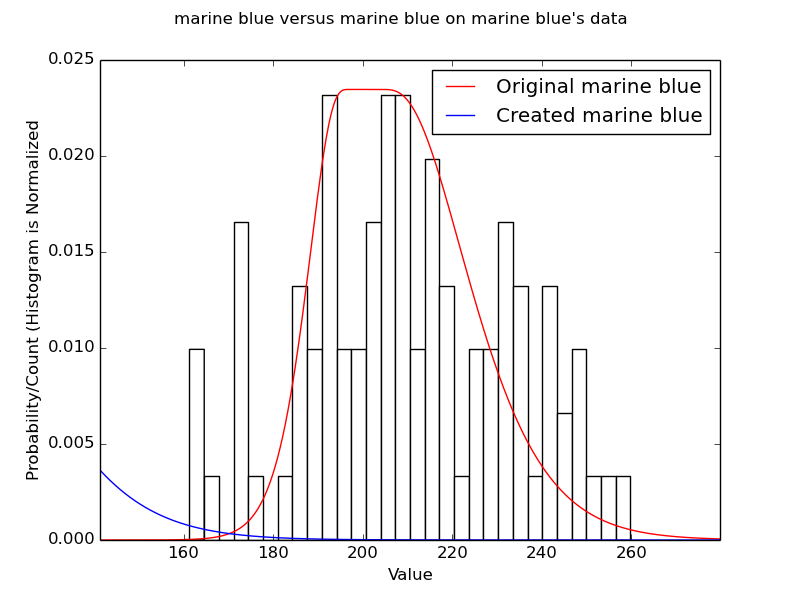 marine blue versus marine blue on marine blue's data
Original marine blue
Created marine blue
Probability/Count (Histogram is Normalized
0.025
0.020
0.015
0.010
0.005
0.000
160 180 200 220 240 260
Value